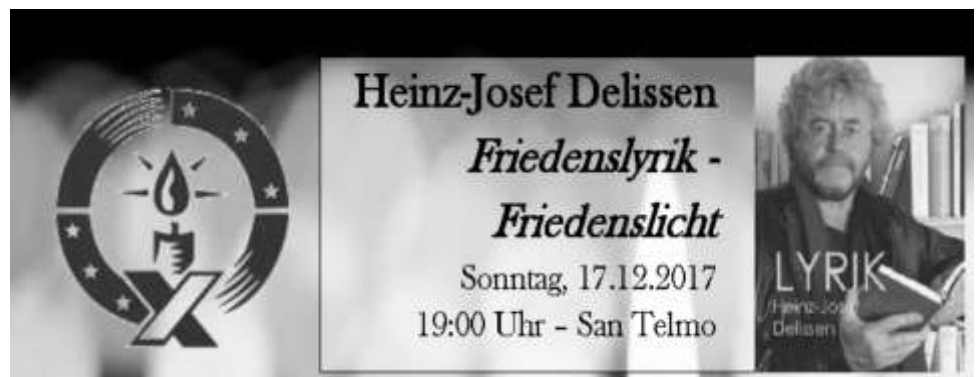 Heinz-Josef Delissen
Friedenslyrik -
Friedenslicht
Sonntag, 17.12.2017
19:00 Uhr – San Telmo
LYRIK
Heinz-Josef
Delissen